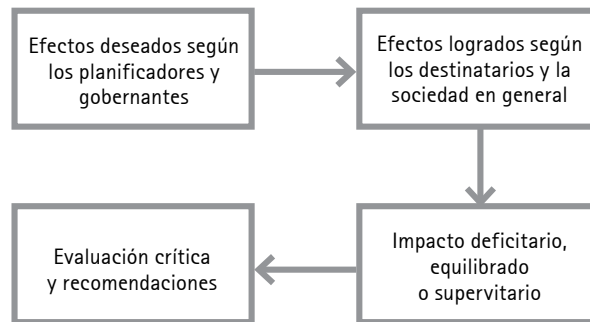 Efectos deseados según
los planificadores y
gobernantes
Efectos logrados según
los destinatarios y la
sociedad en general
Impacto deficitario,
equilibrado
o supervitario
Evaluación crítica
y recomendaciones